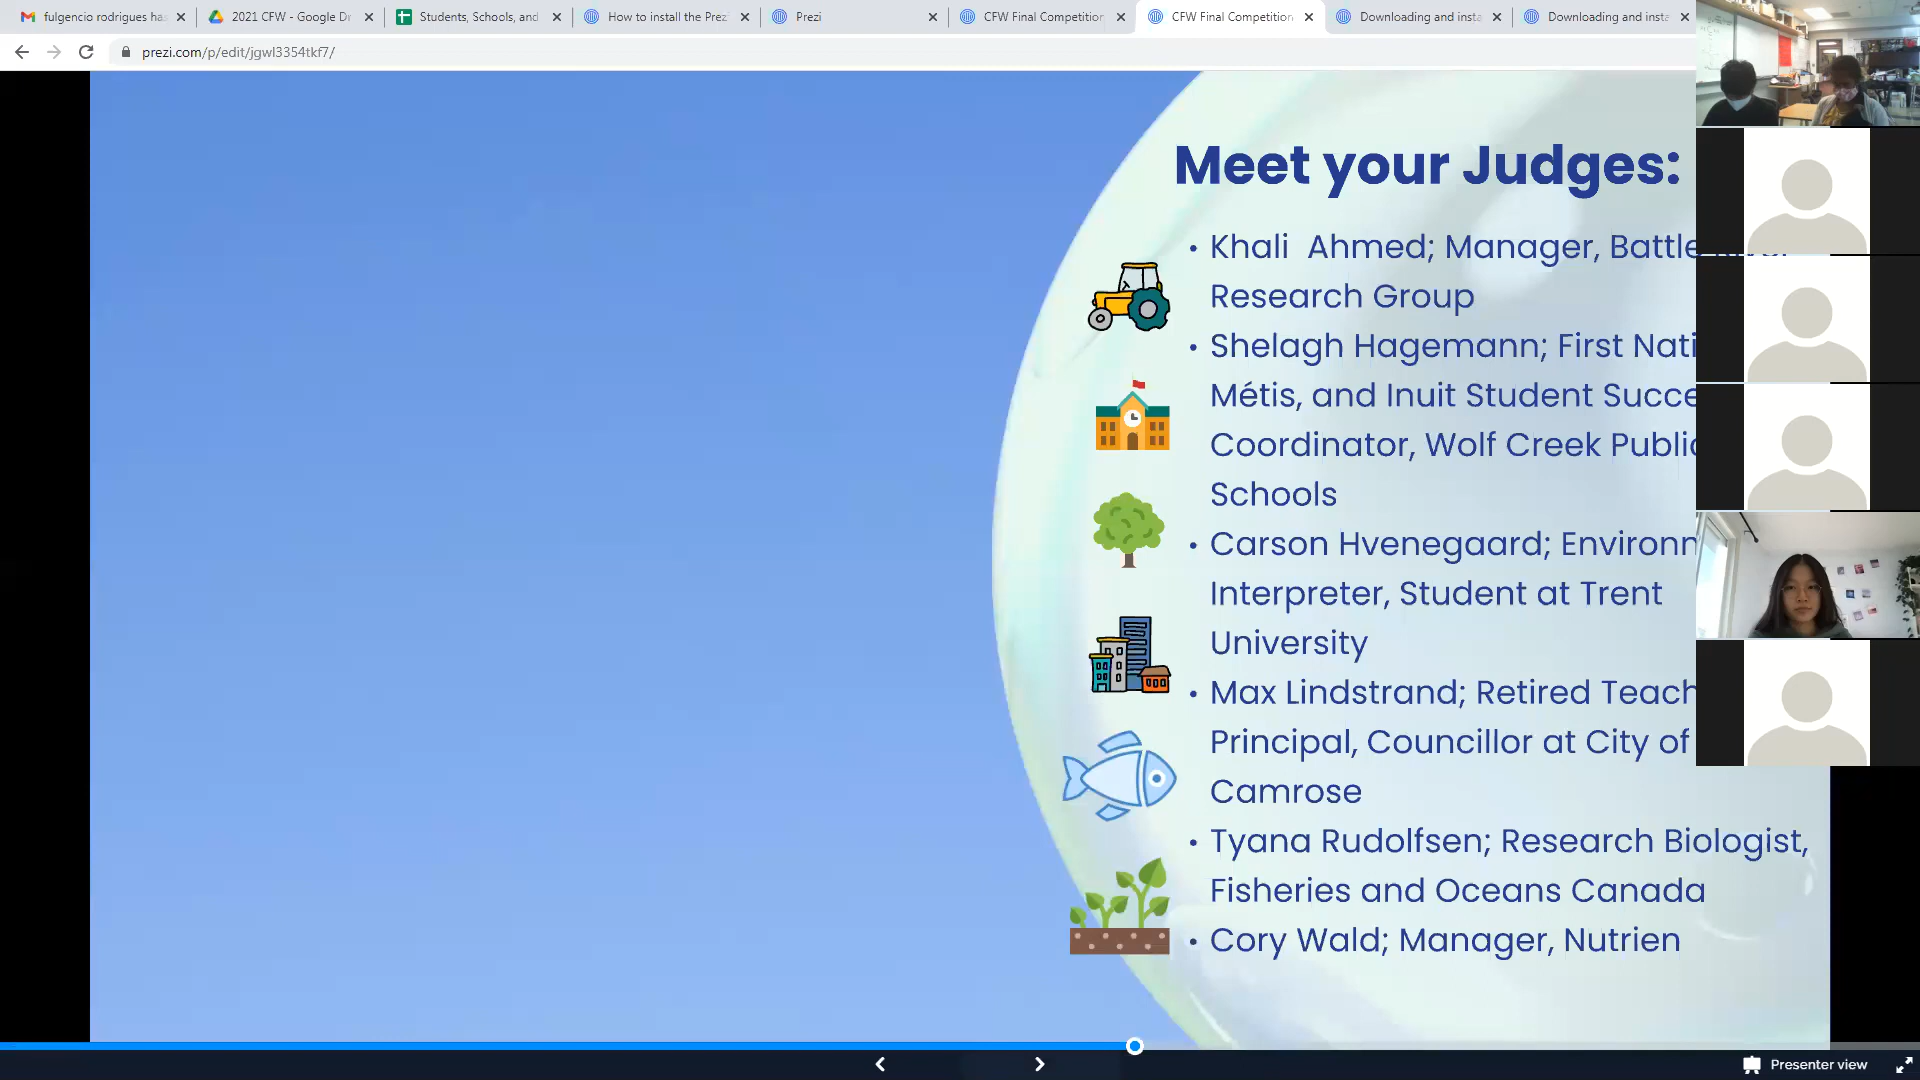 fulgencio rodrigues ha
2021 CFW - Google Dr
Students, Schools, and
How to install the Prez
Prezi
CFW Final Competition
CFW Final Competition
Downloading and insta
Downloading and insta
prezi.com/p/edit/jgwl3354tkf7/
Meet your Judges:
• Khali Ahmed; Manager, Battle
Research Group
• Shelagh Hagemann; First Nati
Métis, and Inuit Student Succe
Coordinator, Wolf Creek Public
Schools
• Carson Hvenegaard; Environ
Interpreter, Student at Trent
University
• Max Lindstrand; Retired Teach
Principal, Councillor at City of
Camrose
• Tyana Rudolfsen; Research Biologist,
Fisheries and Oceans Canada
• Cory Wald; Manager, Nutrien
Presenter view